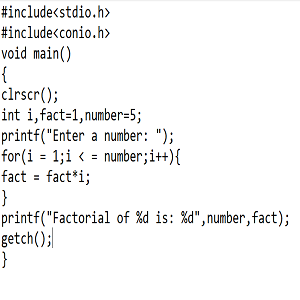 #include<stdio.h>
#include<conio.h>
void main()
{
clrscr();
int i,fact=1,number=5;
printf("Enter a number: ");
for(i = 1;i < = number;i++){
fact = fact*i;
}
printf("Factorial of %d is: %d",number,fact);
getch();
}